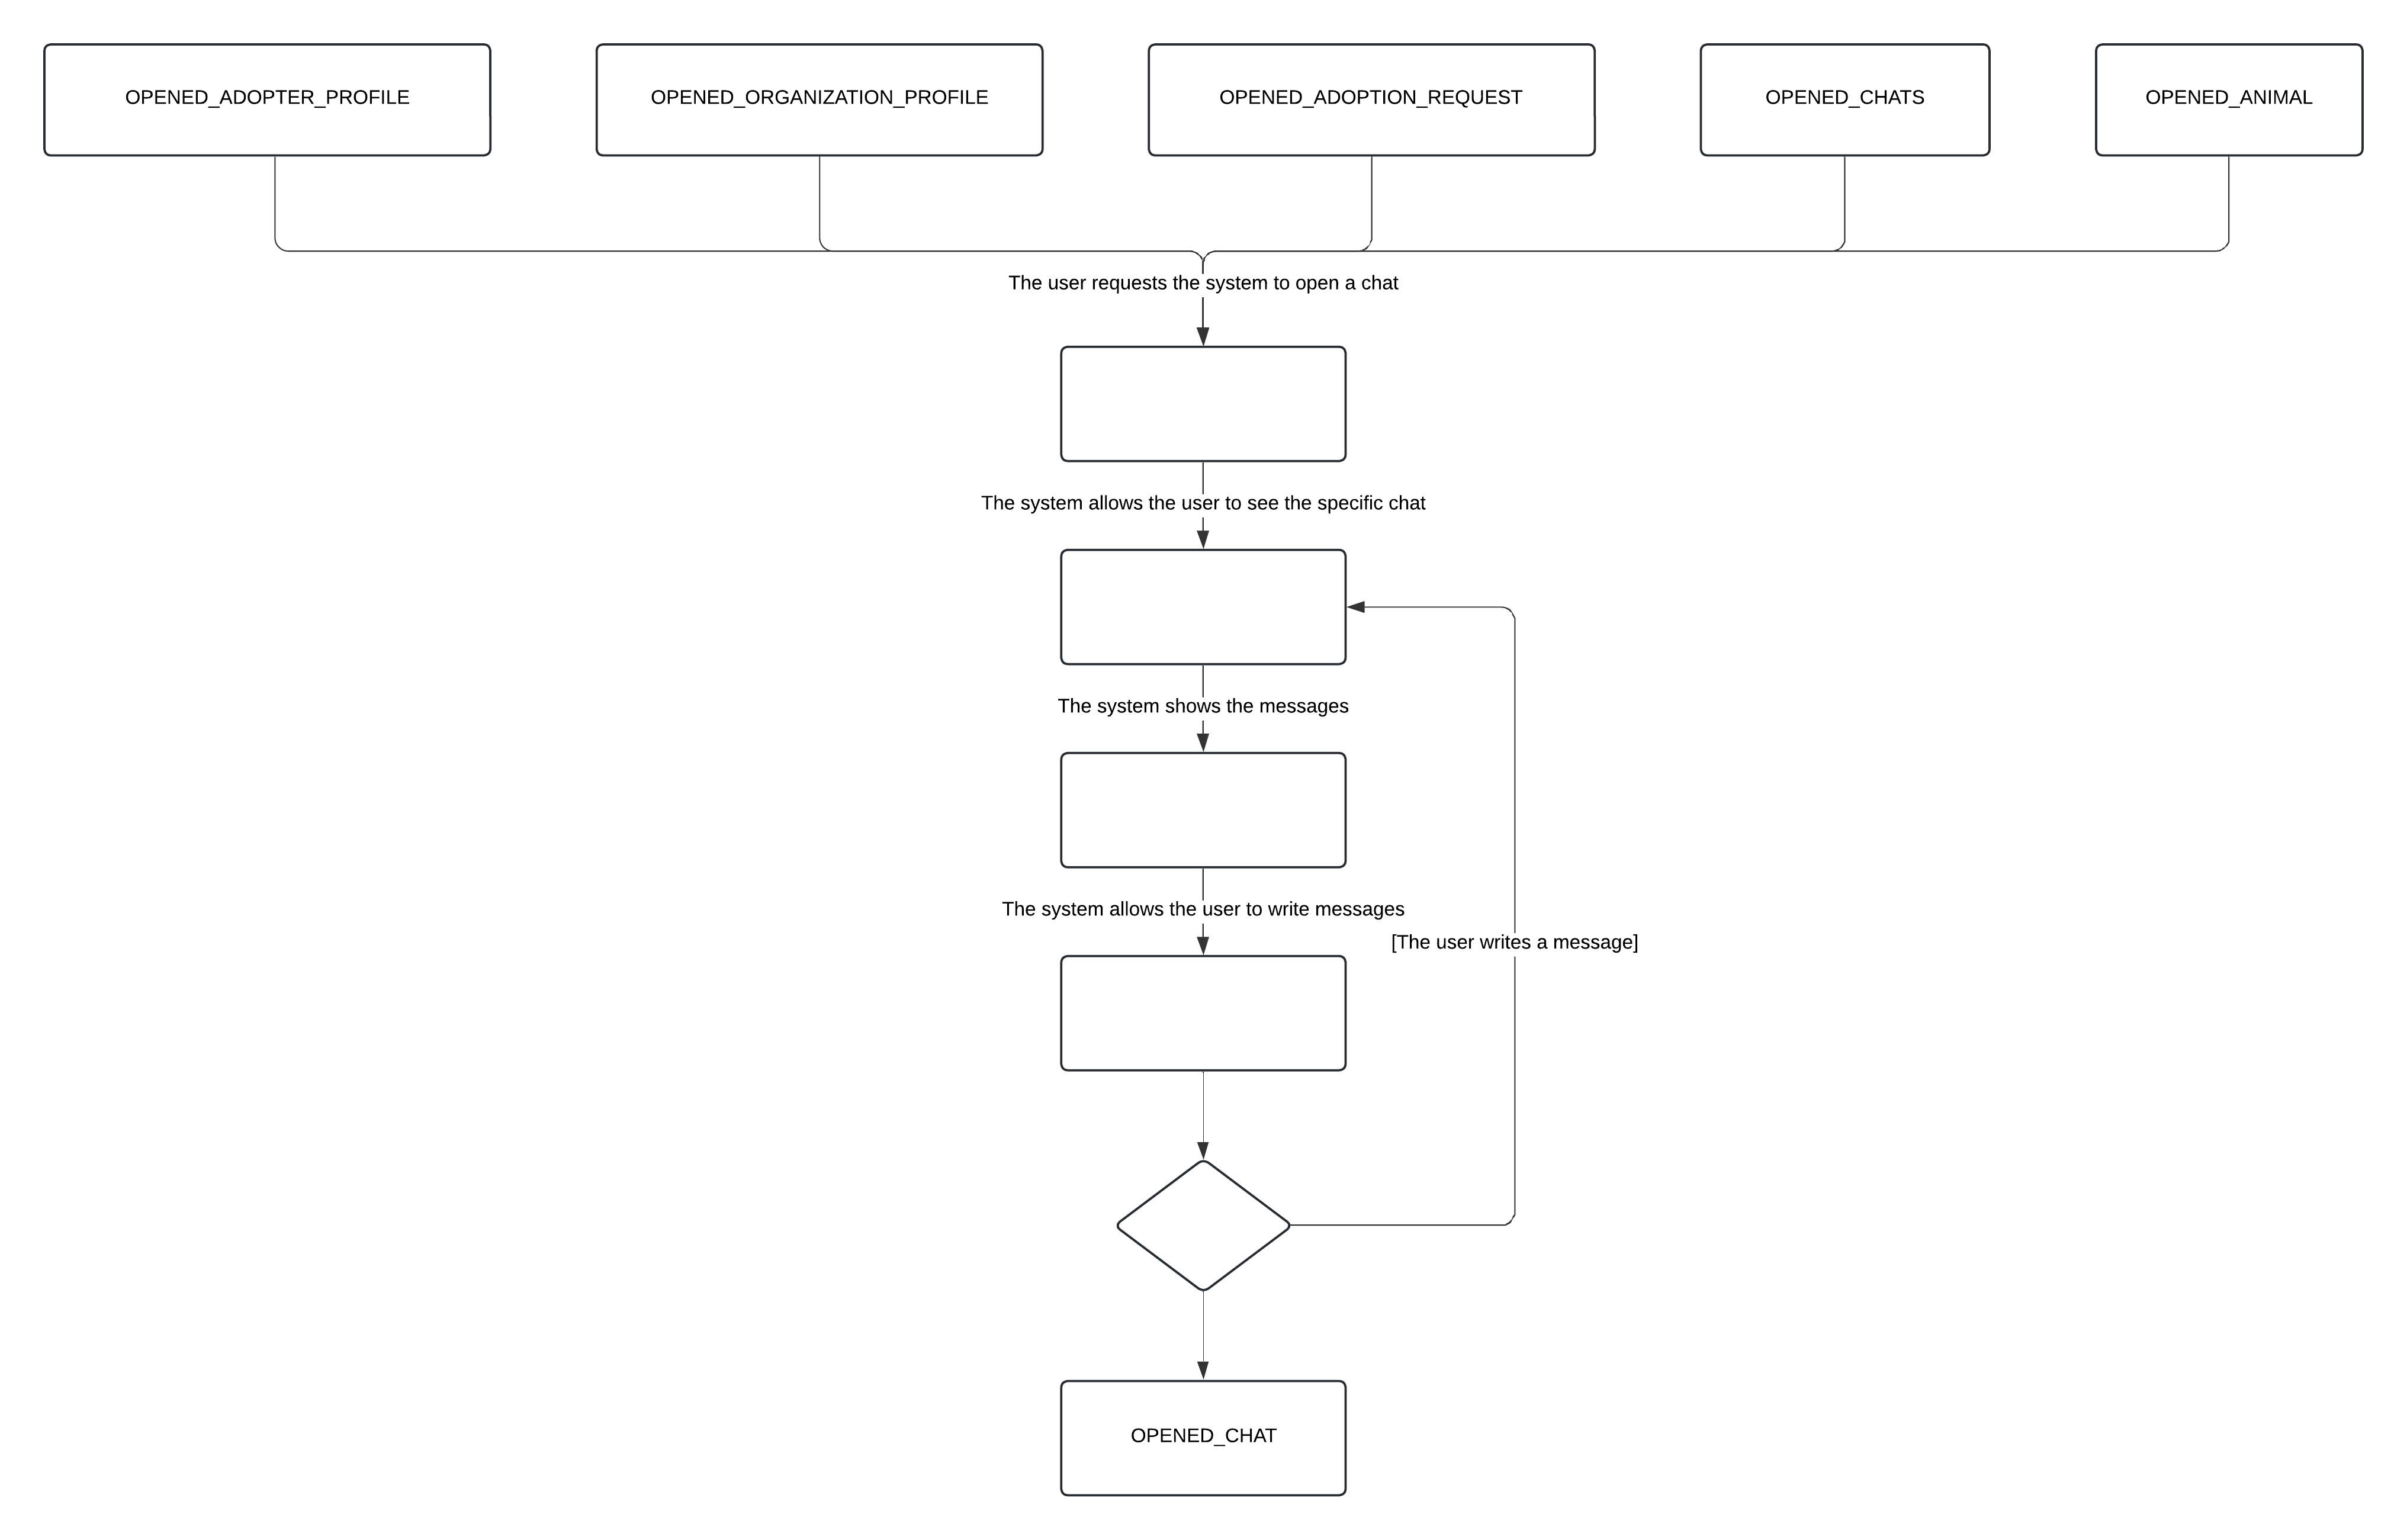 OPENED_ADOPTER_PROFILE
OPENED_ORGANIZATION_PROFILE
OPENED_ADOPTION_REQUEST
OPENED_CHATS
OPENED_ANIMAL
The user requests the system to open a chat
The system allows the user to see the specific chat
The system shows the messages
The system allows the user to write messages
[The user writes a message]
OPENED_CHAT